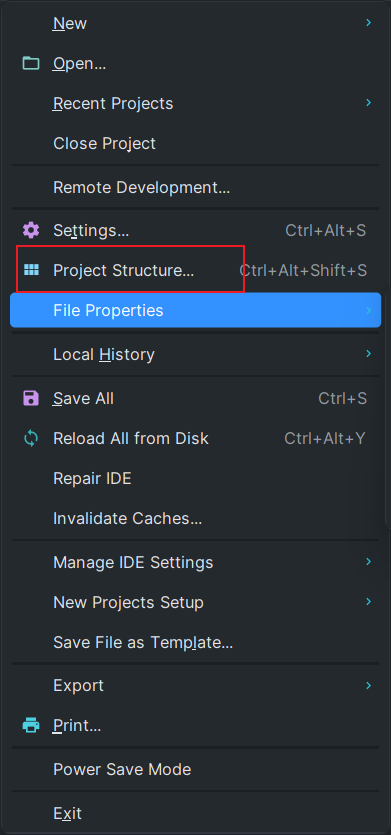 New
Open...
Recent Projects
Close Project
Remote Development...
Settings... Ctrl+Alt+S
Project Structure... Ctrl+Alt+Shift+S
File Properties
Local History
Save All Ctrl+S
Reload All from Disk Ctrl+Alt+Y
Repair IDE
Invalidate Caches...
Manage IDE Settings
New Projects Setup
Save File as Template...
Export
Print...
Power Save Mode
Exit